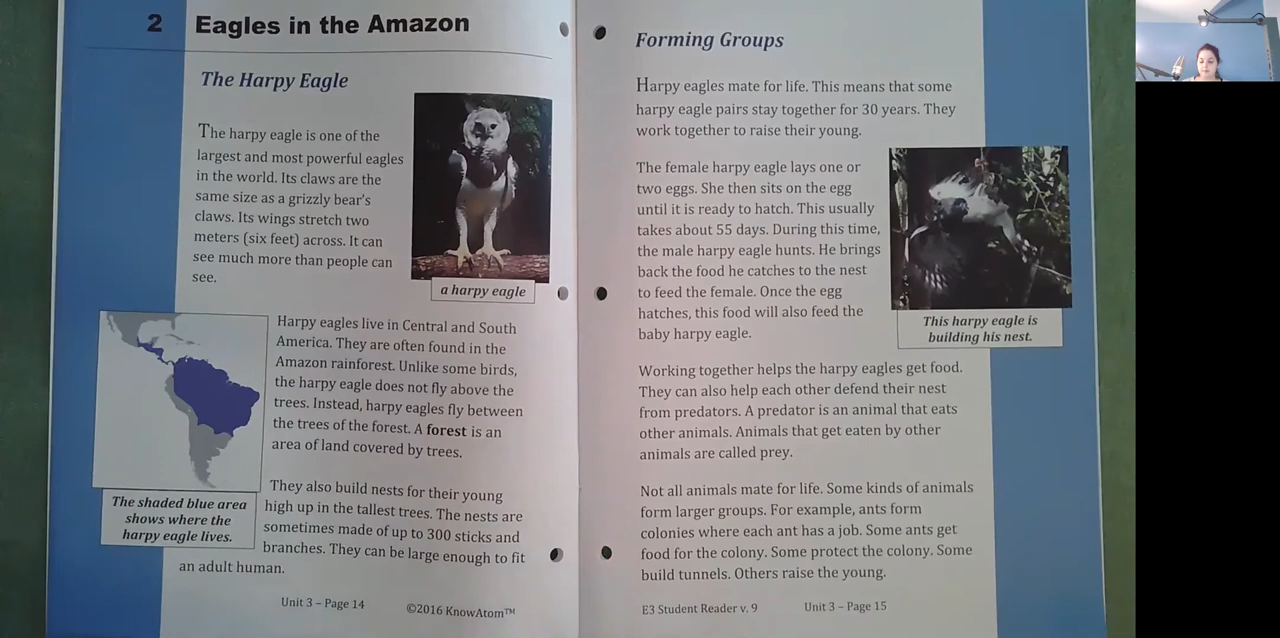 2 Eagles in the Amazon
The Harpy Eagle
The harpy eagle is one of the
largest and most powerful eagles
in the world. Its claws are the
same size as a grizzly bear's
claws. Its wings stretch two
meters (six feet) across. It can
see much more than people can
see.
a harpy eagle
Harpy eagles live in Central and South
America. They are often found in the
Amazon rainforest. Unlike some birds,
the harpy eagle does not fly above the
trees. Instead, harpy eagles fly between
the trees of the forest. A forest is an
area of land covered by trees.
The shaded blue area
shows where the
harpy eagle lives.
They also build nests for their young
high up in the tallest trees. The nests are
sometimes made of up to 300 sticks and
branches. They can be large enough to fit
an adult human.
Unit 3 – Page 14 ©2016 KnowAtom™
Forming Groups
Harpy eagles mate for life. This means that some
harpy eagle pairs stay together for 30 years. They
work together to raise their young.
The female harpy eagle lays one or
two eggs. She then sits on the egg
until it is ready to hatch. This usually
takes about 55 days. During this time,
the male harpy eagle hunts. He brings
back the food he catches to the nest
to feed the female. Once the egg
hatches, this food will also feed the
baby harpy eagle.
This harpy eagle is
building his nest.
Working together helps the harpy eagles get food.
They can also help each other defend their nest
from predators. A predator is an animal that eats
other animals. Animals that get eaten by other
animals are called prey.
Not all animals mate for life. Some kinds of animals
form larger groups. For example, ants form
colonies where each ant has a job. Some ants get
food for the colony. Some protect the colony. Some
build tunnels. Others raise the young.
E3 Student Reader v. 9 Unit 3 – Page 15